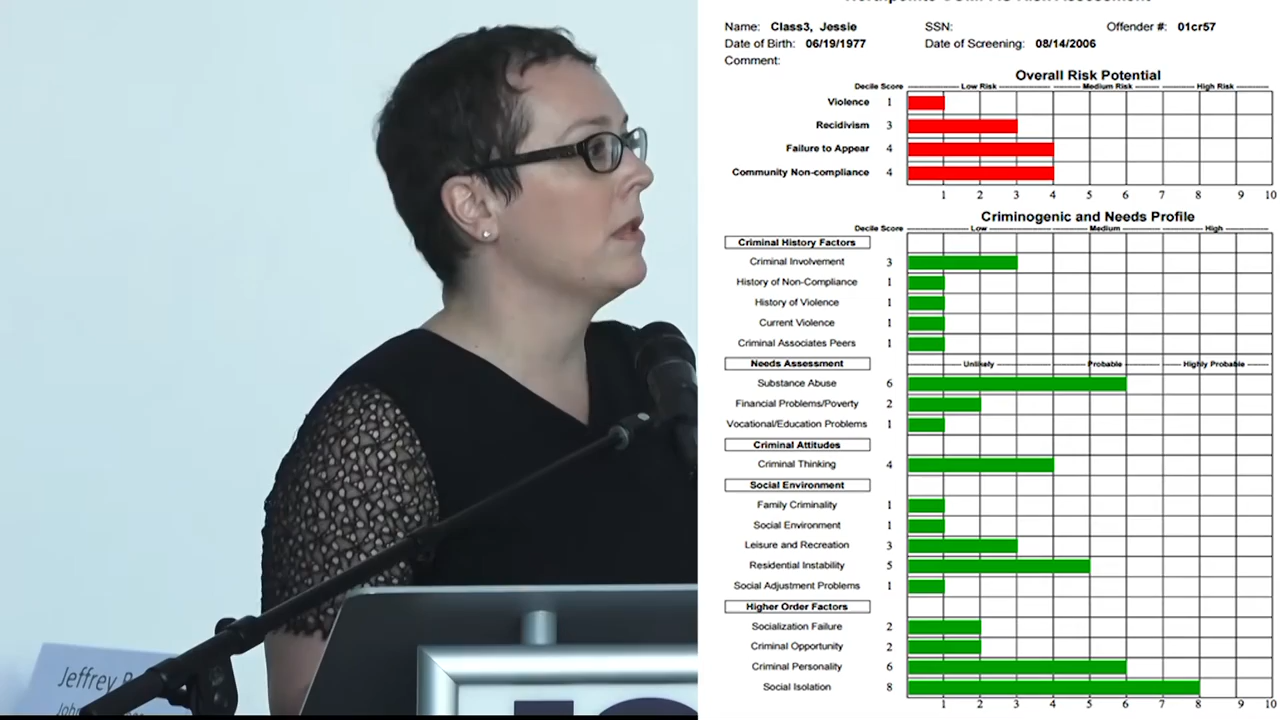 Name: Class3, Jessie SSN: Offender #: 01cr57
Date of Birth: 06/19/1977 Date of Screening: 08/14/2006
Comment:
Overall Risk Potential
Decile Score Low Risk Medium Risk High Risk
Violence 1
Recidivism 3
Failure to Appear 4
Community Non-compliance 4
1 2 3 4 5 6 7 8 9 10
Criminogenic and Needs Profile
Decile Score Low Medium High
Criminal History Factors
Criminal Involvement 3
History of Non-Compliance 1
History of Violence 1
Current Violence 1
Criminal Associates Peers 1
Needs Assessment Unlikely Probable Highly Probable
Substance Abuse 6
Financial Problems/Poverty 2
Vocational/Education Problems 1
Criminal Attitudes
Criminal Thinking 4
Social Environment
Family Criminality 1
Social Environment 1
Leisure and Recreation 3
Residential Instability 5
Social Adjustment Problems 1
Higher Order Factors
Socialization Failure 2
Criminal Opportunity 2
Criminal Personality 6
Social Isolation 8
1 2 3 4 5 6 7 8 9 10
Jeffrey